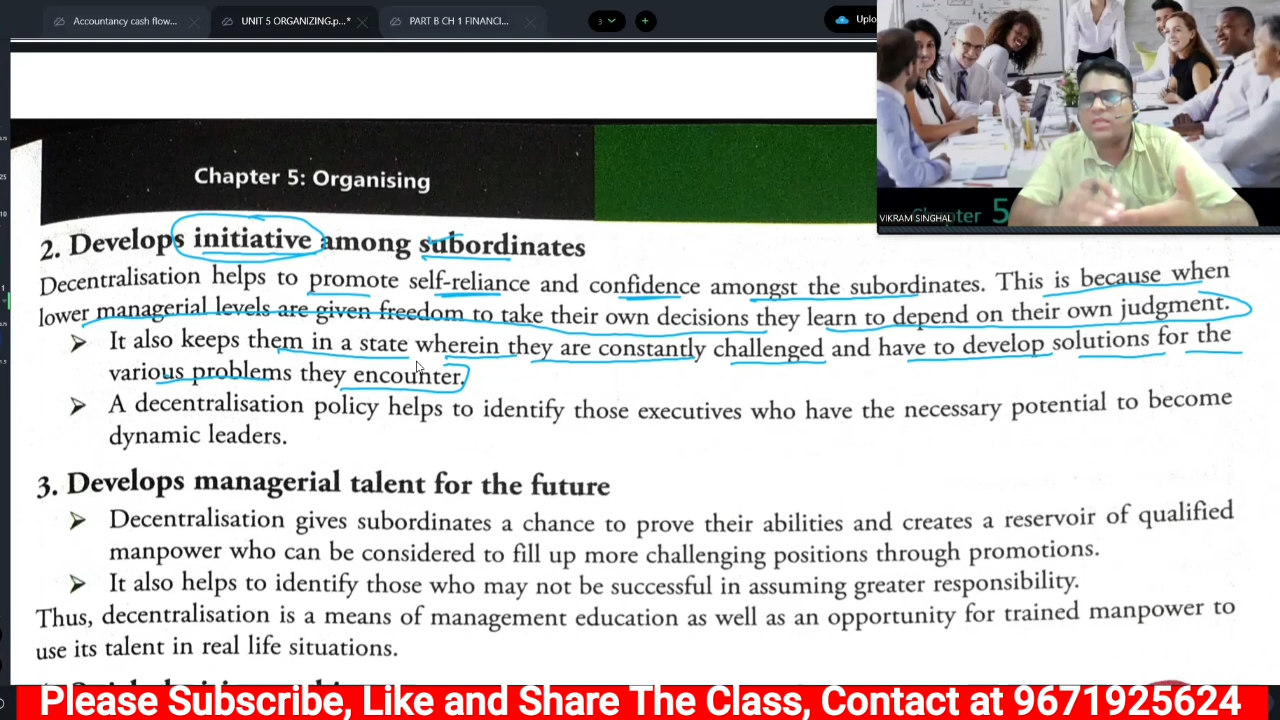 Accountancy cash flow...
UNIT 5 ORGANIZING.p...*
PART B CH 1 FINANCI...
3
Uplo
Chapter 5: Organising
VIKRAM SINGHAL
pter 5
2. Develops initiative among subordinates
Decentralisation helps to promote self-reliance and confidence amongst the subordinates. This is because when
lower managerial levels are given freedom to take their own decisions they learn to depend on their own judgment.
➤ It also keeps them in a state wherein they are constantly challenged and have to develop solutions for the
various problems they encounter.
➤ A decentralisation policy helps to identify those executives who have the necessary potential to become
dynamic leaders.
3. Develops managerial talent for the future
➤ Decentralisation gives subordinates a chance to prove their abilities and creates a reservoir of qualified
manpower who can be considered to fill up more challenging positions through promotions.
➤ It also helps to identify those who may not be successful in assuming greater responsibility.
Thus, decentralisation is a means of management education as well as an opportunity for trained manpower to
use its talent in real life situations.
Please Subscribe, Like and Share The Class, Contact at 9671925624